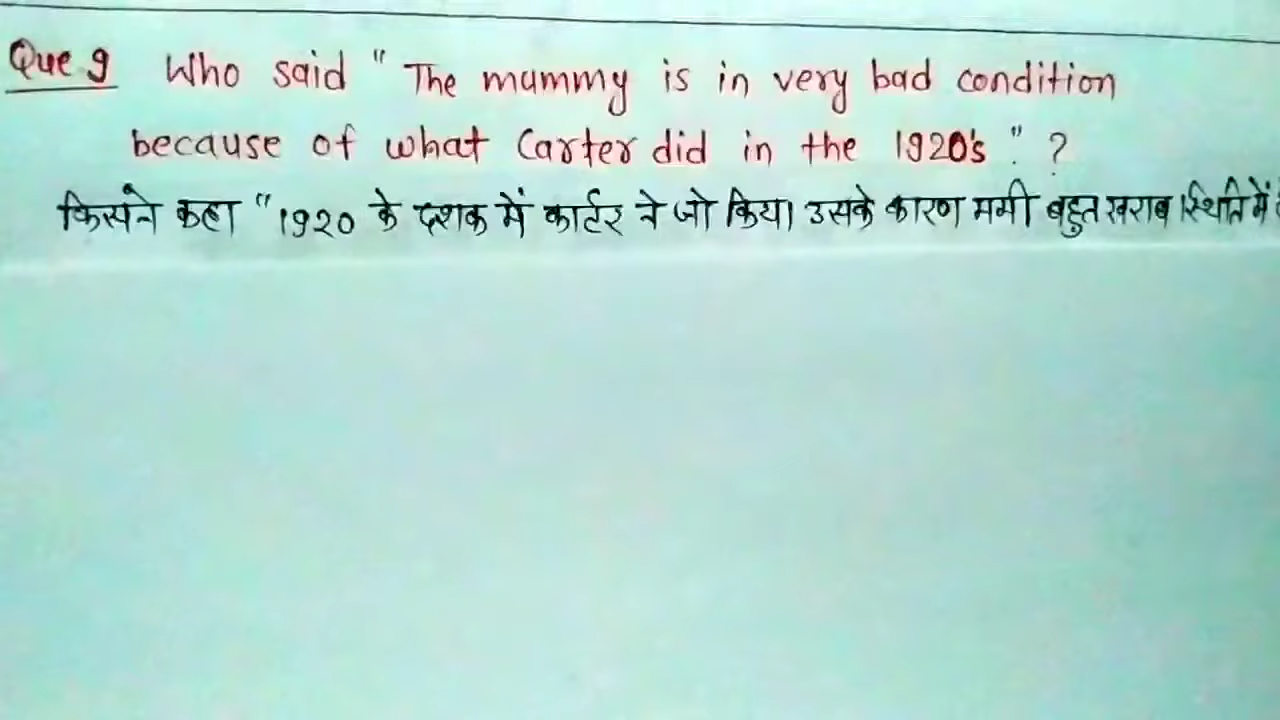 Que 9 Who said " The mummy is in very bad condition
because of what Carter did in the 1920's " ?
किसने कहा "1920 के दशक में कार्टर ने जो किया। उसके कारण ममी बहुत खराब स्थिति में